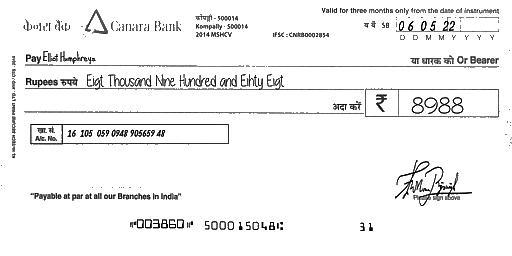 केनरा बैंक Canara Bank
कोंपल्ली - 500014
Kompally - 500014
2014 MSHCV
IFSC : CNRB0002854
Valid for three months only from the date of instrument
SB 06 05 22
D D M M Y Y Y Y
Pay Elliot Humphreys या धारक को Or Bearer
Rupees रुपये Eigt Thousand Nine Hundred and Eihty Eigt
अदा करें ₹ 8988
खा. सं.
A/c. No. 16 105 059 0948 905659 48
Please sign above
"Payable at par at all our Branches in India"
⑈003860⑈ 500015048⑆ 31